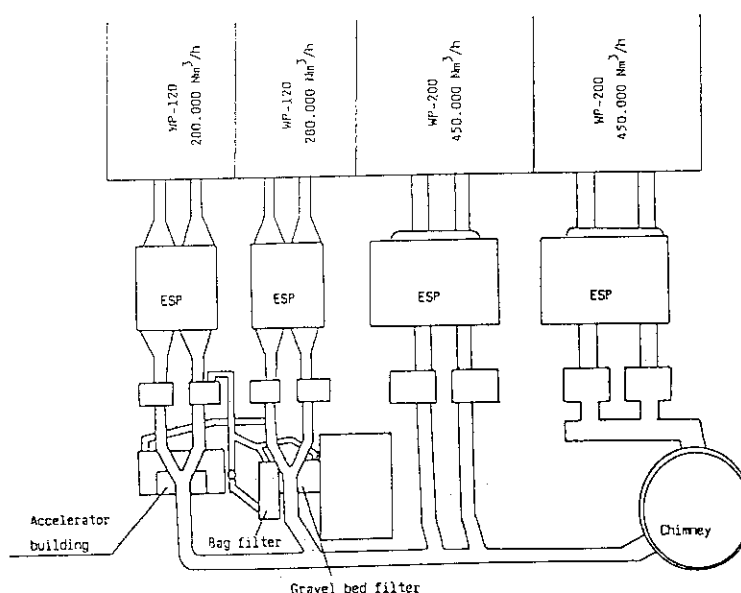 WP-120
200.000 Nm³/h
WP-120
280.000 Nm³/h
WP-200
450.000 Nm³/h
WP-200
450.000 Nm³/h
ESP
ESP
ESP
ESP
Accelerator
building
Bag filter
Chimney
Gravel bed filter